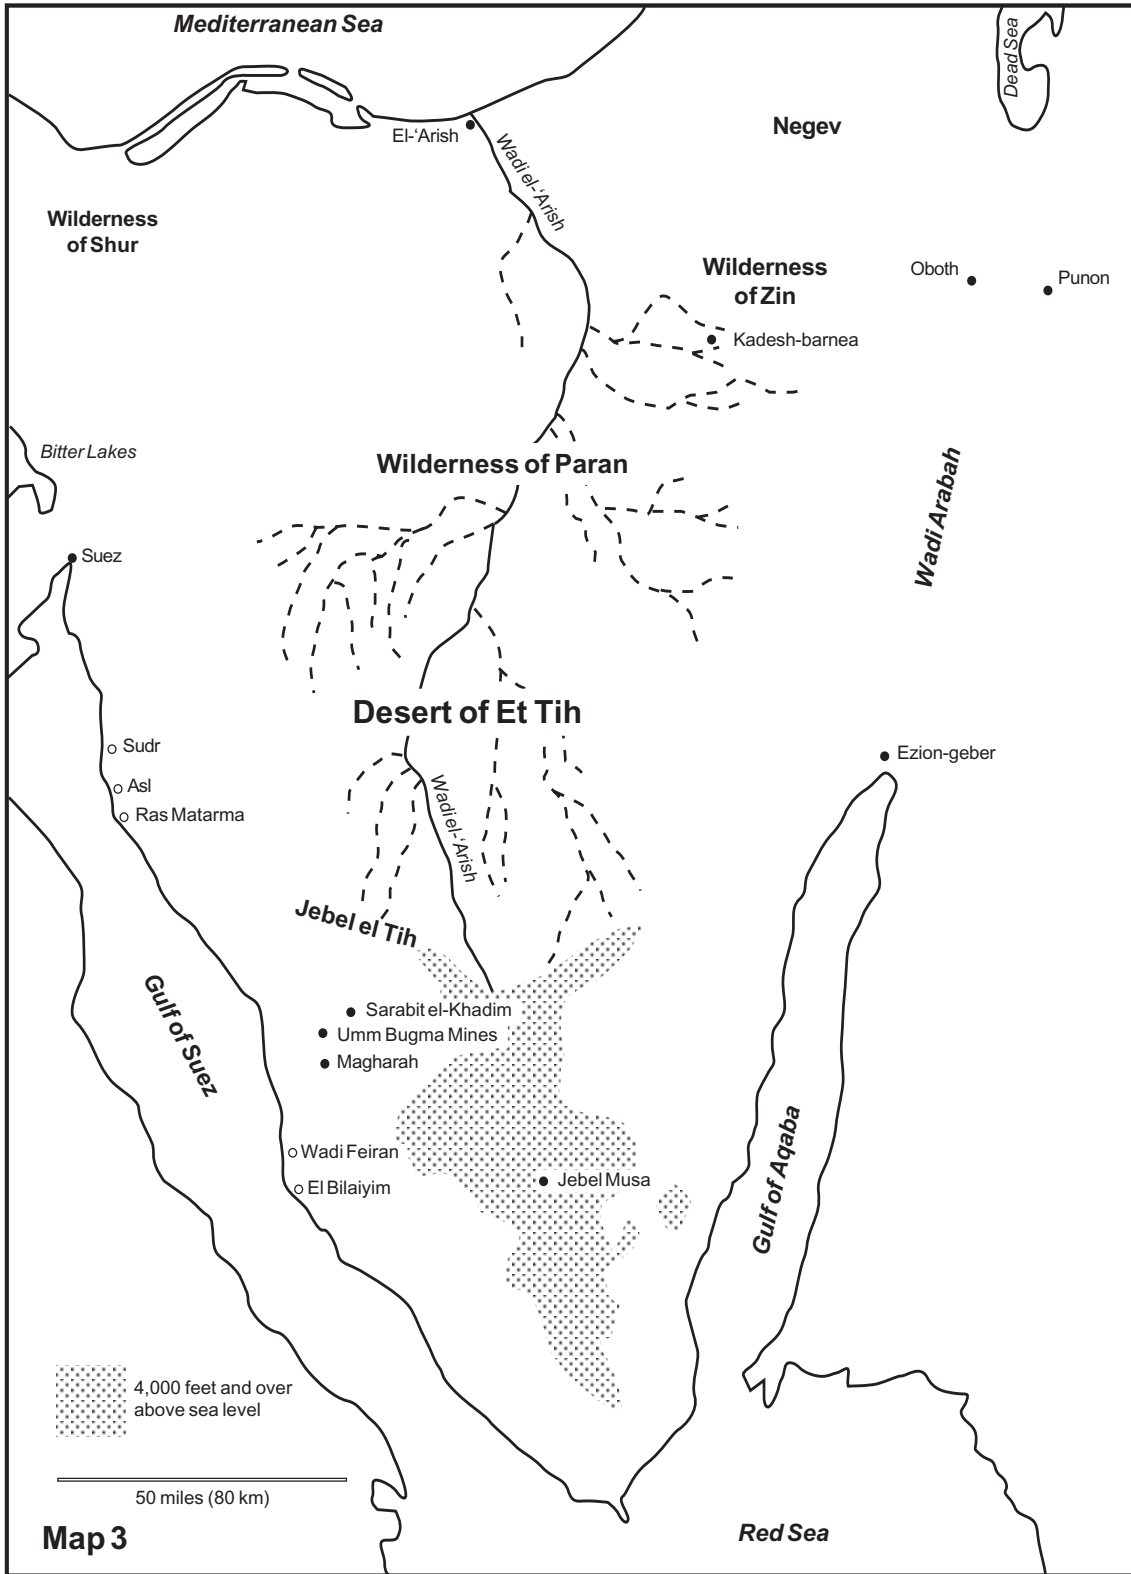 Mediterranean Sea
Dead Sea
Negev
El-‘Arish
Wadi el-‘Arish
Wilderness
of Shur
Wilderness
of Zin
Oboth
Punon
Kadesh-barnea
Bitter Lakes
Wilderness of Paran
Wadi Arabah
Suez
Desert of Et Tih
Sudr
Ezion-geber
Asl
Ras Matarma
Wadi el-‘Arish
Jebel el Tih
Gulf of Suez
Sarabit el-Khadim
Umm Bugma Mines
Magharah
Wadi Feiran
El Bilaiyim
Jebel Musa
Gulf of Aqaba
4,000 feet and over
above sea level
50 miles (80 km)
Map 3
Red Sea